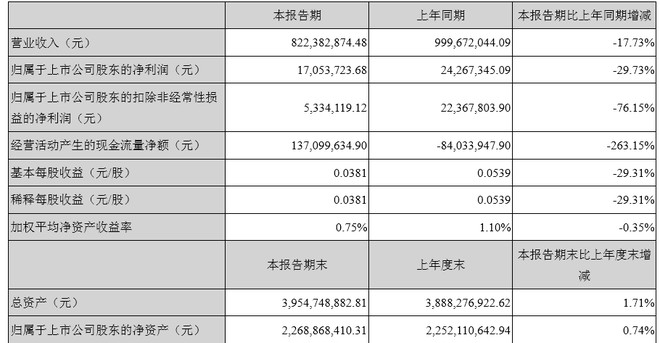 本报告期 上年同期 本报告期比上年同期增减
营业收入（元） 822,382,874.48 999,672,044.09 -17.73%
归属于上市公司股东的净利润（元） 17,053,723.68 24,267,345.09 -29.73%
归属于上市公司股东的扣除非经常性损
益的净利润（元） 5,334,119.12 22,367,803.90 -76.15%
经营活动产生的现金流量净额（元） 137,099,634.90 -84,033,947.90 -263.15%
基本每股收益（元/股） 0.0381 0.0539 -29.31%
稀释每股收益（元/股） 0.0381 0.0539 -29.31%
加权平均净资产收益率 0.75% 1.10% -0.35%
本报告期末 上年度末 本报告期末比上年度末增
减
总资产（元） 3,954,748,882.81 3,888,276,922.62 1.71%
归属于上市公司股东的净资产（元） 2,268,868,410.31 2,252,110,642.94 0.74%